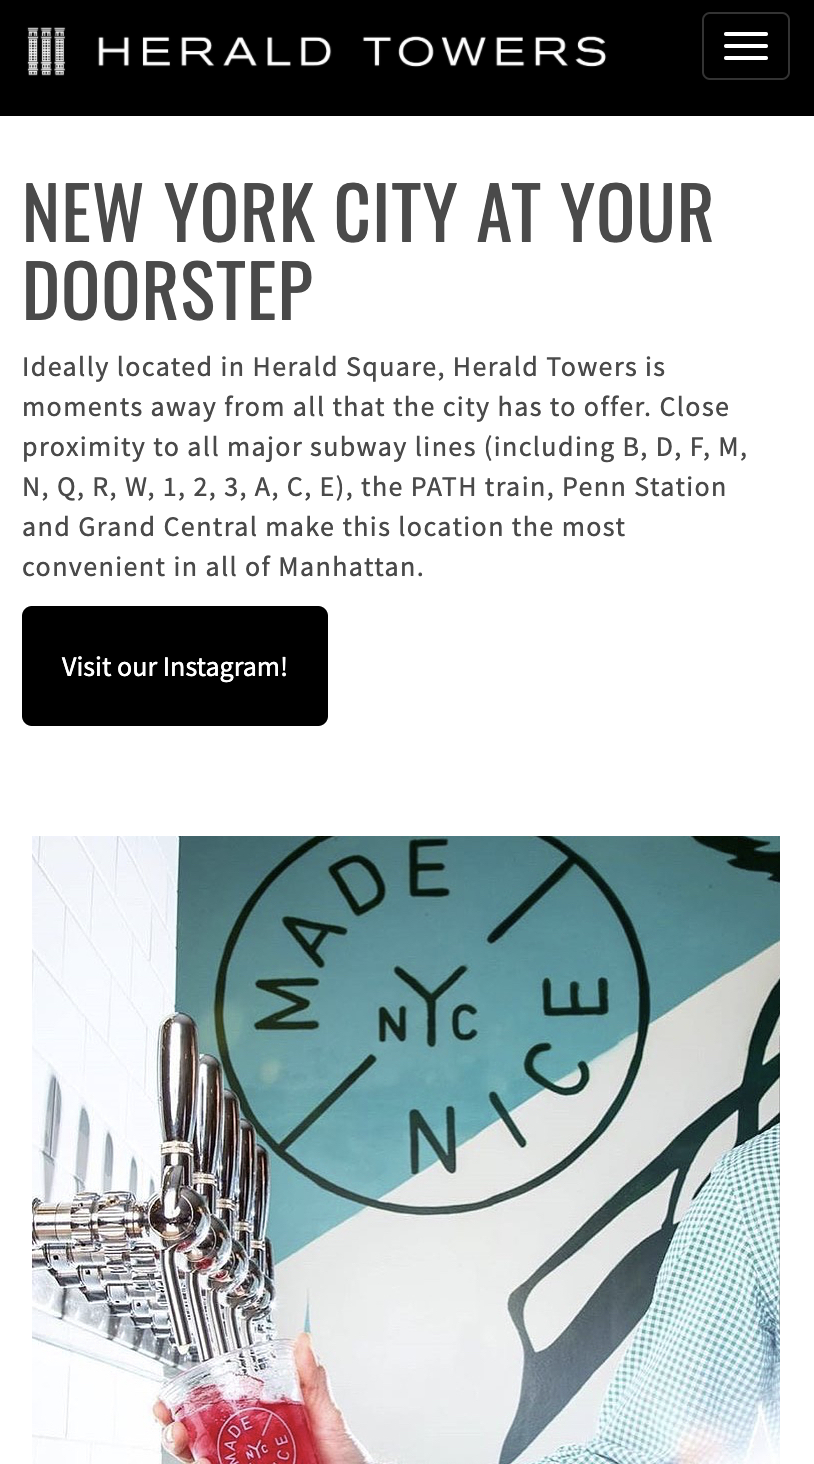 HERALD TOWERS
NEW YORK CITY AT YOUR
DOORSTEP
Ideally located in Herald Square, Herald Towers is
moments away from all that the city has to offer. Close
proximity to all major subway lines (including B, D, F, M,
N, Q, R, W, 1, 2, 3, A, C, E), the PATH train, Penn Station
and Grand Central make this location the most
convenient in all of Manhattan.
Visit our Instagram!
MADE
NYC
NICE
MADE
NYC
NICE